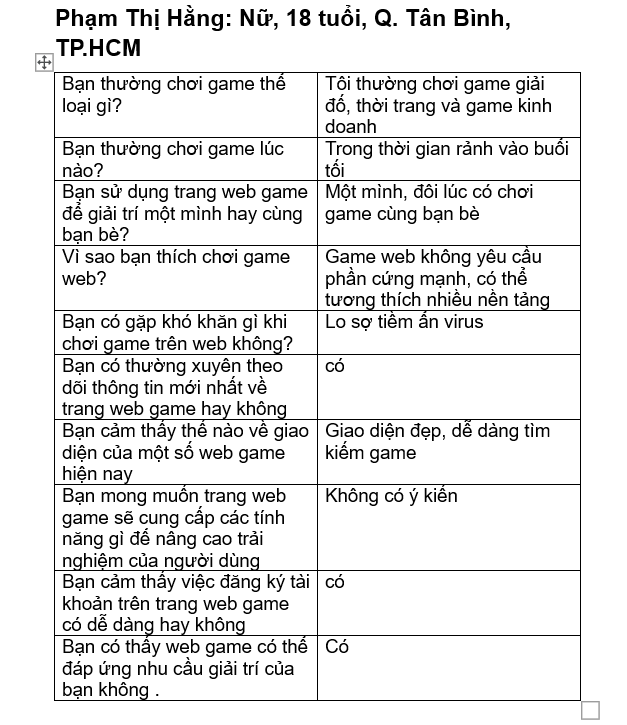 Phạm Thị Hằng: Nữ, 18 tuổi, Q. Tân Bình,
TP.HCM
Bạn thường chơi game thể
loại gì?
Tôi thường chơi game giải
đố, thời trang và game kinh
doanh
Bạn thường chơi game lúc
nào?
Trong thời gian rảnh vào buổi
tối
Bạn sử dụng trang web game
để giải trí một mình hay cùng
bạn bè?
Một mình, đôi lúc có chơi
game cùng bạn bè
Vì sao bạn thích chơi game
web?
Game web không yêu cầu
phần cứng mạnh, có thể
tương thích nhiều nền tảng
Bạn có gặp khó khăn gì khi
chơi game trên web không?
Lo sợ tiềm ẩn virus
Bạn có thường xuyên theo
dõi thông tin mới nhất về
trang web game hay không
có
Bạn cảm thấy thế nào về giao
diện của một số web game
hiện nay
Giao diện đẹp, dễ dàng tìm
kiếm game
Bạn mong muốn trang web
game sẽ cung cấp các tính
năng gì để nâng cao trải
nghiệm của người dùng
Không có ý kiến
Bạn cảm thấy việc đăng ký tài
khoản trên trang web game
có dễ dàng hay không
có
Bạn có thấy web game có thể
đáp ứng nhu cầu giải trí của
bạn không .
Có